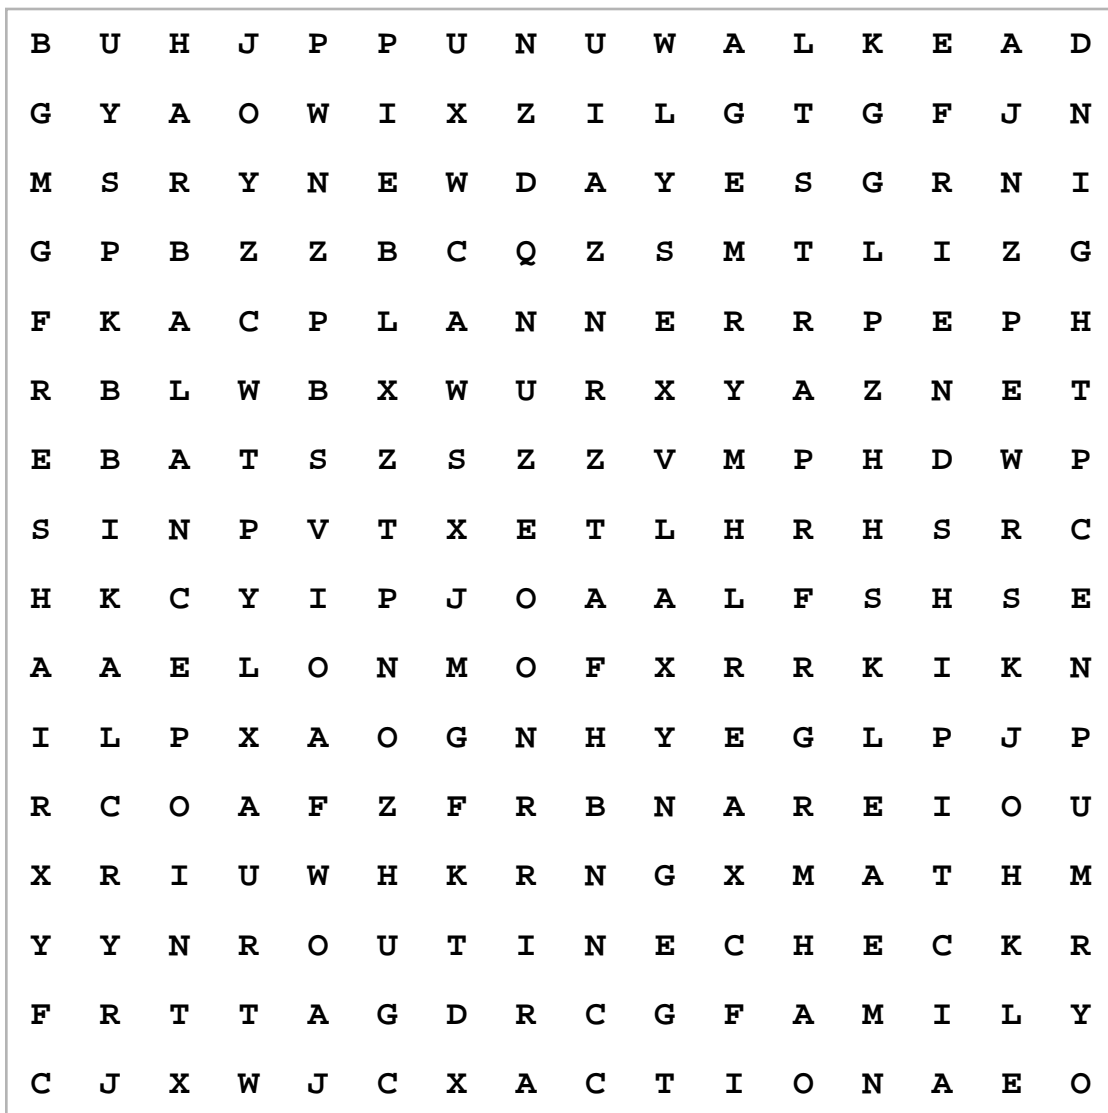 B U H J P P U N U W A L K E A D
G Y A O W I X Z I L G T G F J N
M S R Y N E W D A Y E S G R N I
G P B Z Z B C Q Z S M T L I Z G
F K A C P L A N N E R R P E P H
R B L W B X W U R X Y A Z N E T
E B A T S Z S Z Z V M P H D W P
S I N P V T X E T L H R H S R C
H K C Y I P J O A A L F S H S E
A A E L O N M O F X R R K I K N
I L P X A O G N H Y E G L P J P
R C O A F Z F R B N A R E I O U
X R I U W H K R N G X M A T H M
Y Y N R O U T I N E C H E C K R
F R T T A G D R C G F A M I L Y
C J X W J C X A C T I O N A E O